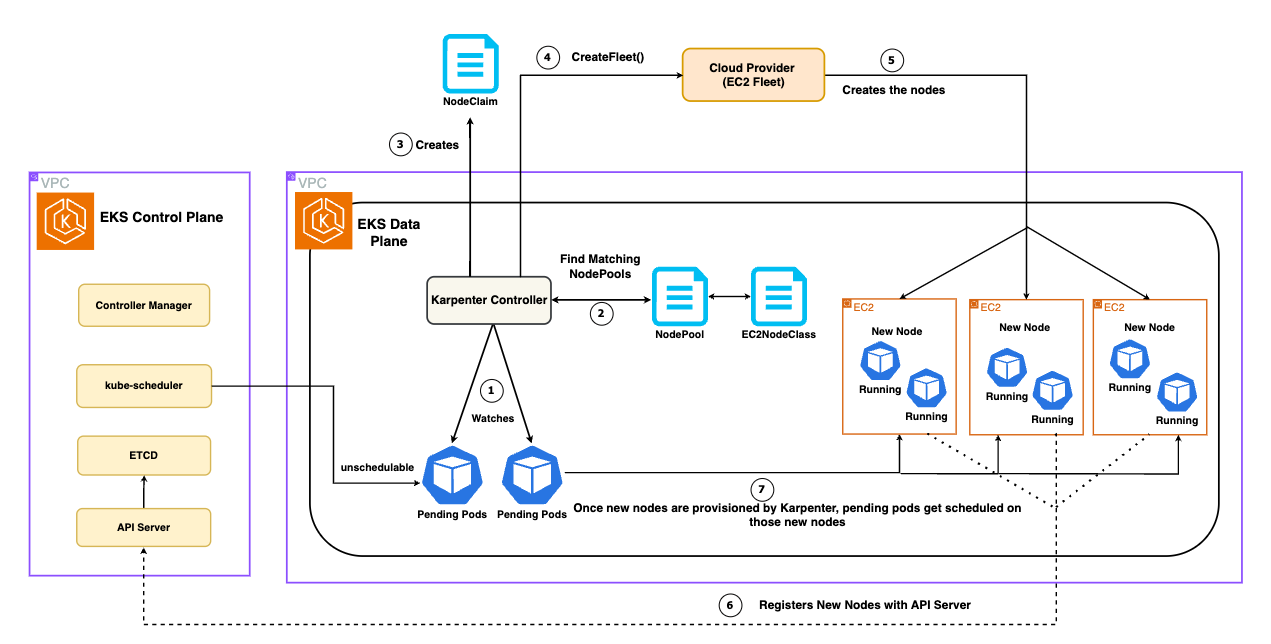 4
CreateFleet()
Cloud Provider
(EC2 Fleet)
5
Creates the nodes
NodeClaim
3
Creates
VPC
EKS Control Plane
Controller Manager
kube-scheduler
ETCD
API Server
VPC
EKS Data
Plane
Karpenter Controller
Find Matching
NodePools
2
NodePool
EC2NodeClass
1
Watches
unschedulable
Pending Pods
Pending Pods
EC2
New Node
Running
Running
EC2
New Node
Running
Running
EC2
New Node
Running
Running
7
Once new nodes are provisioned by Karpenter, pending pods get scheduled on
those new nodes
6
Registers New Nodes with API Server